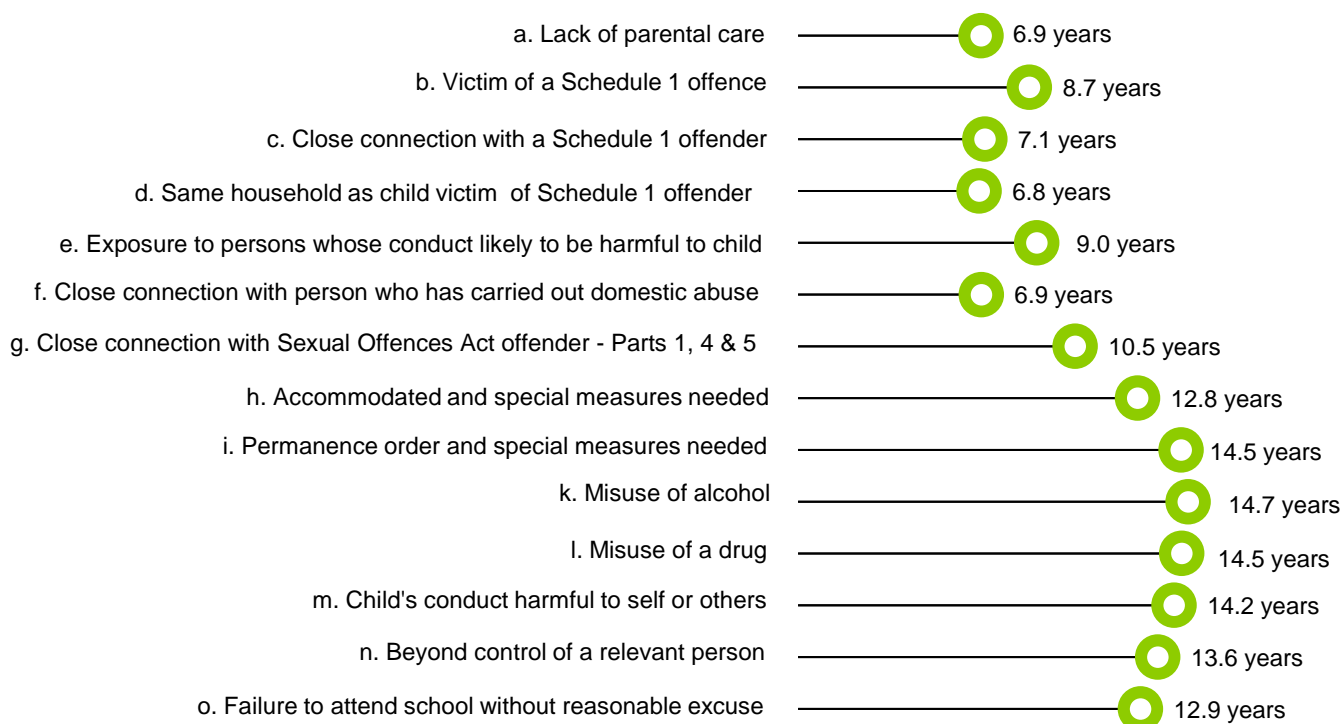 a. Lack of parental care 6.9 years
b. Victim of a Schedule 1 offence 8.7 years
c. Close connection with a Schedule 1 offender 7.1 years
d. Same household as child victim  of Schedule 1 offender 6.8 years
e. Exposure to persons whose conduct likely to be harmful to child 9.0 years
f. Close connection with person who has carried out domestic abuse 6.9 years
g. Close connection with Sexual Offences Act offender - Parts 1, 4 & 5 10.5 years
h. Accommodated and special measures needed 12.8 years
i. Permanence order and special measures needed 14.5 years
k. Misuse of alcohol 14.7 years
l. Misuse of a drug 14.5 years
m. Child's conduct harmful to self or others 14.2 years
n. Beyond control of a relevant person 13.6 years
o. Failure to attend school without reasonable excuse 12.9 years